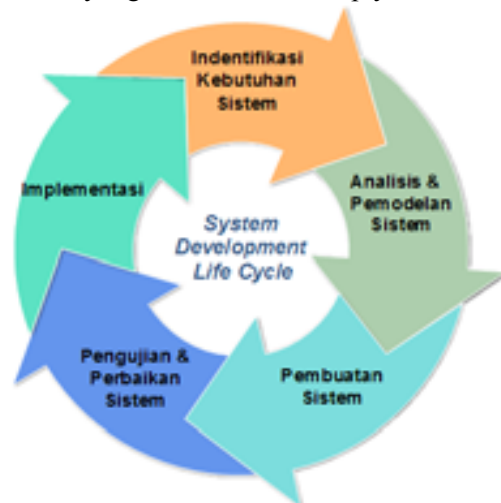 Indentifikasi
Kebutuhan
Sistem
Analisis &
Pemodelan
Sistem
Pembuatan
Sistem
Pengujian &
Perbaikan
Sistem
Implementasi
System
Development
Life Cycle